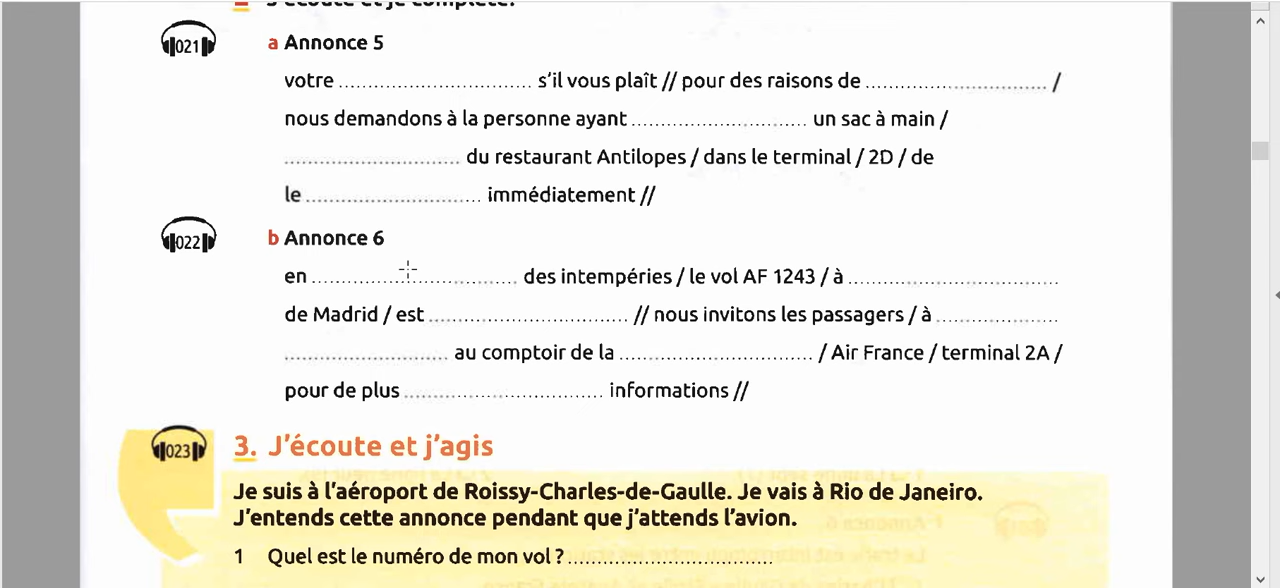 J'écoute et je complète.
021
a Annonce 5
votre .............................. s'il vous plaît // pour des raisons de .............................. /
nous demandons à la personne ayant ............................ un sac à main /
............................ du restaurant Antilopes / dans le terminal / 2D / de
le ............................ immédiatement //
022
b Annonce 6
en ................................. des intempéries / le vol AF 1243 / à .................................
de Madrid / est ................................ // nous invitons les passagers / à ....................
.......................... au comptoir de la ............................... / Air France / terminal 2A /
pour de plus ................................ informations //
023
3. J'écoute et j'agis
Je suis à l'aéroport de Roissy-Charles-de-Gaulle. Je vais à Rio de Janeiro.
J'entends cette annonce pendant que j'attends l'avion.
1 Quel est le numéro de mon vol ? .................................